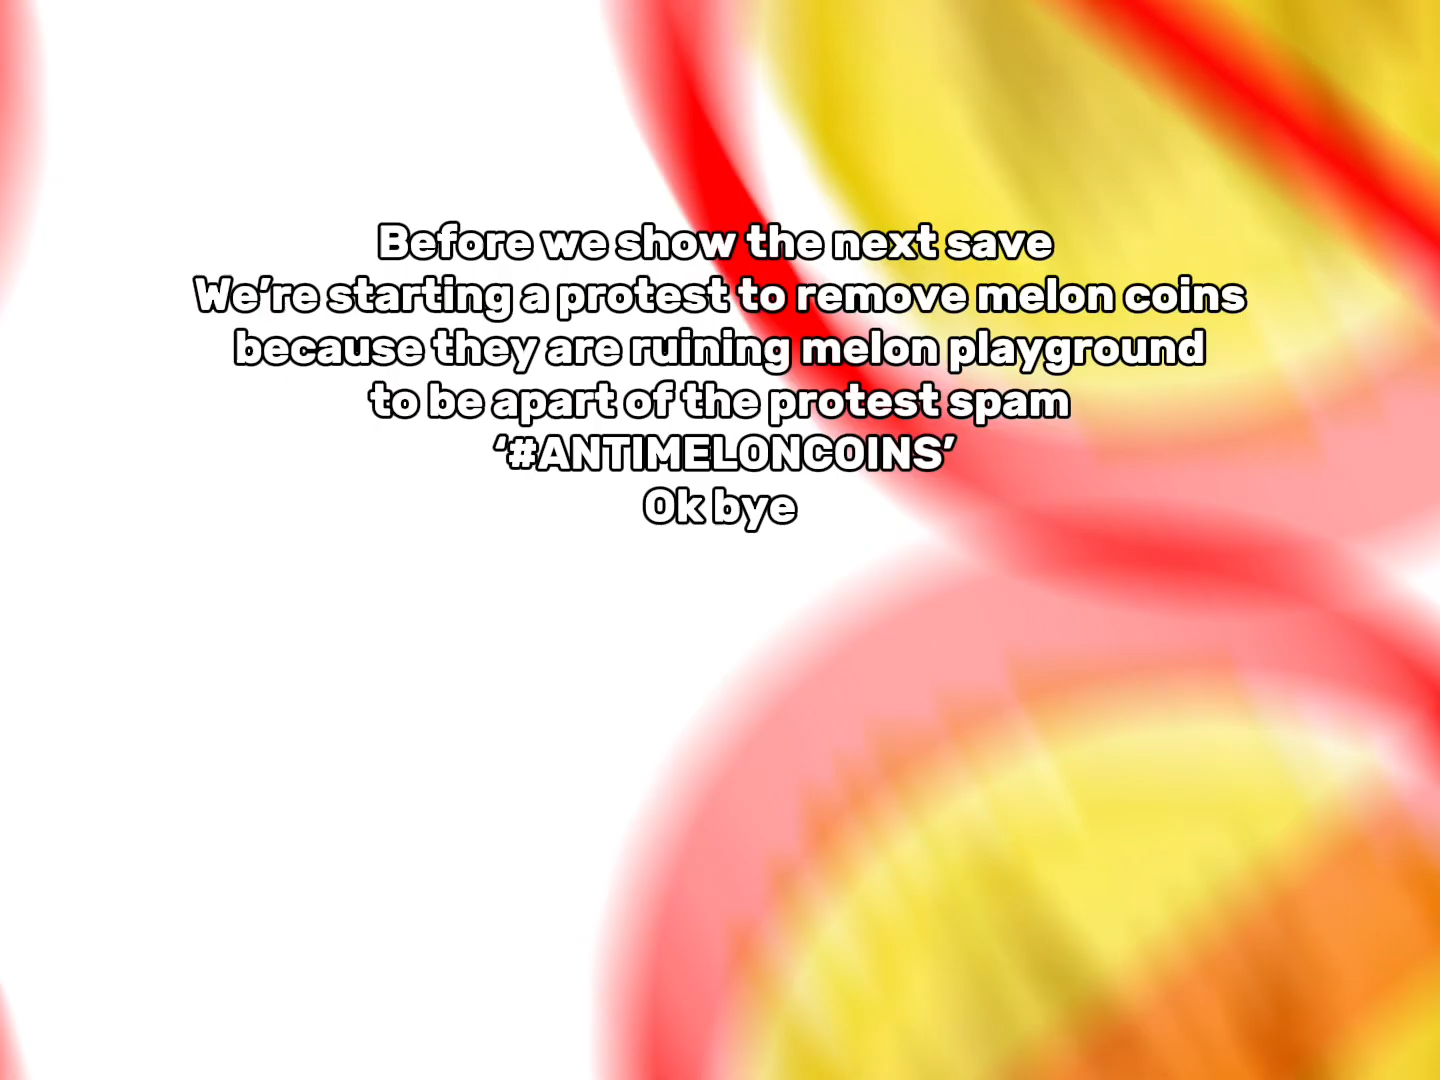 Before we show the next save
We’re starting a protest to remove melon coins
because they are ruining melon playground
to be apart of the protest spam
‘#ANTIMELONCOINS’
Ok bye